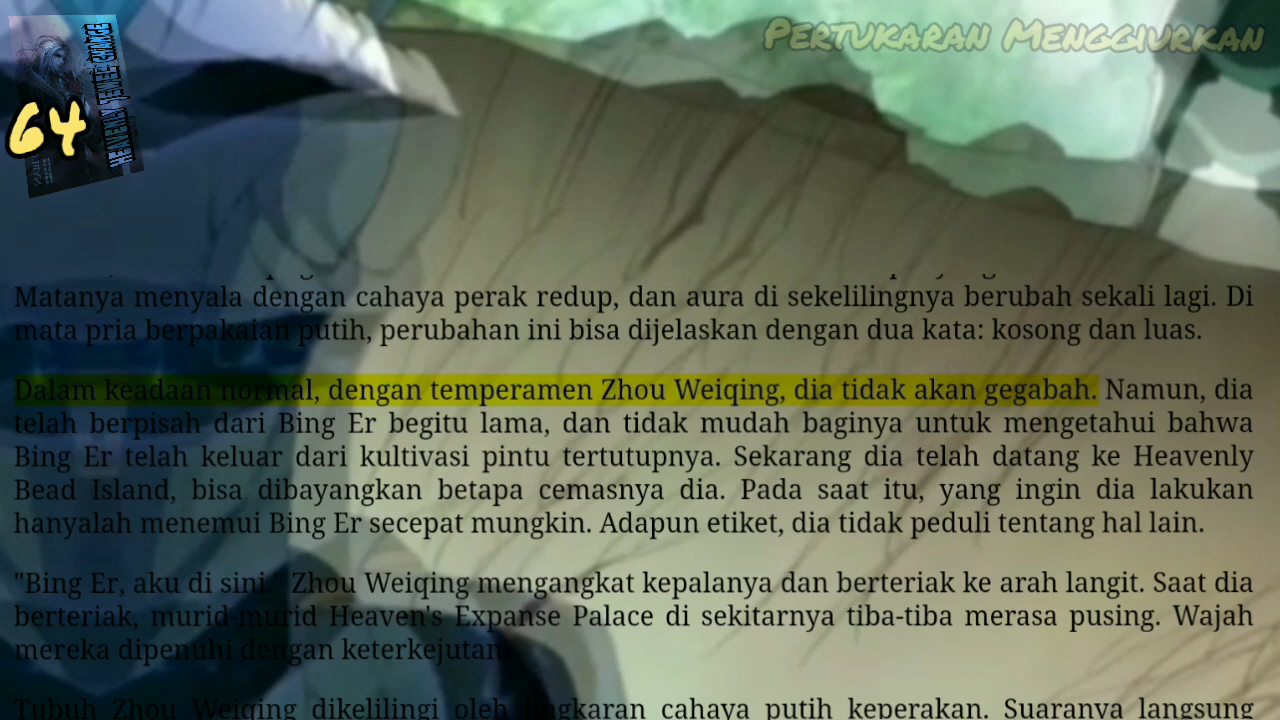 Pertukaran Menggiurkan
HEAVENLY JEWEL CHANGE
64
Matanya menyala dengan cahaya perak redup, dan aura di sekelilingnya berubah sekali lagi. Di
mata pria berpakaian putih, perubahan ini bisa dijelaskan dengan dua kata: kosong dan luas.
Dalam keadaan normal, dengan temperamen Zhou Weiqing, dia tidak akan gegabah. Namun, dia
telah berpisah dari Bing Er begitu lama, dan tidak mudah baginya untuk mengetahui bahwa
Bing Er telah keluar dari kultivasi pintu tertutupnya. Sekarang dia telah datang ke Heavenly
Bead Island, bisa dibayangkan betapa cemasnya dia. Pada saat itu, yang ingin dia lakukan
hanyalah menemui Bing Er secepat mungkin. Adapun etiket, dia tidak peduli tentang hal lain.
"Bing Er, aku di sini." Zhou Weiqing mengangkat kepalanya dan berteriak ke arah langit. Saat dia
berteriak, murid-murid Heaven's Expanse Palace di sekitarnya tiba-tiba merasa pusing. Wajah
mereka dipenuhi dengan keterkejutan
Tubuh Zhou Weiqing dikelilingi oleh lingkaran cahaya putih keperakan. Suaranya langsung